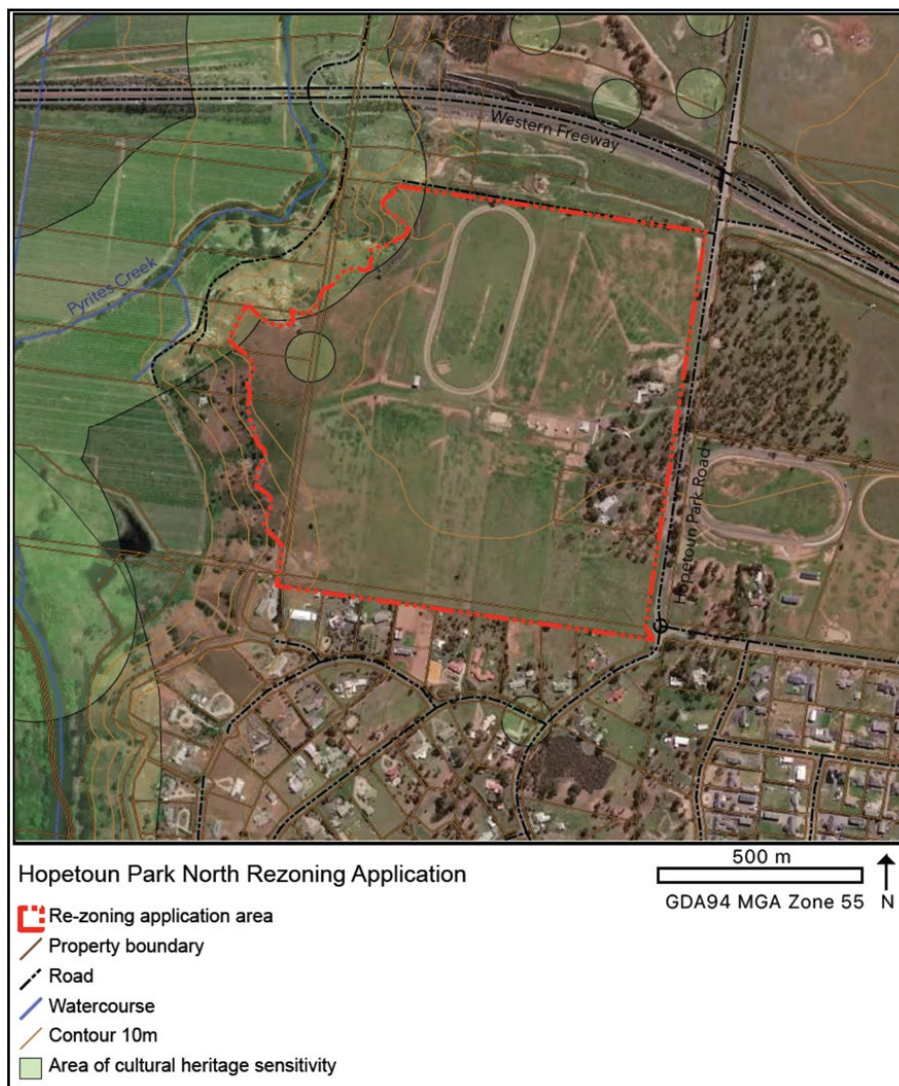 Western Freeway
Pyrites Creek
Hopetoun Park Road
Hopetoun Park North Rezoning Application
500 m
GDA94 MGA Zone 55
N
Re-zoning application area
Property boundary
Road
Watercourse
Contour 10m
Area of cultural heritage sensitivity